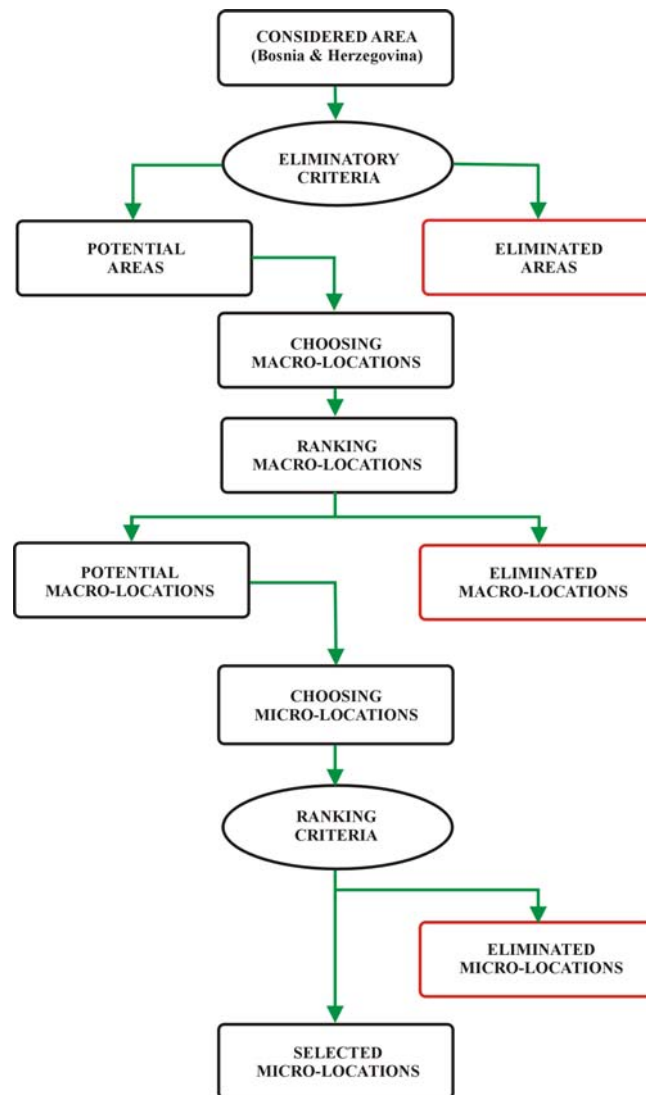 CONSIDERED AREA
(Bosnia & Herzegovina)
ELIMINATORY
CRITERIA
POTENTIAL
AREAS
ELIMINATED
AREAS
CHOOSING
MACRO-LOCATIONS
RANKING
MACRO-LOCATIONS
POTENTIAL
MACRO-LOCATIONS
ELIMINATED
MACRO-LOCATIONS
CHOOSING
MICRO-LOCATIONS
RANKING
CRITERIA
ELIMINATED
MICRO-LOCATIONS
SELECTED
MICRO-LOCATIONS